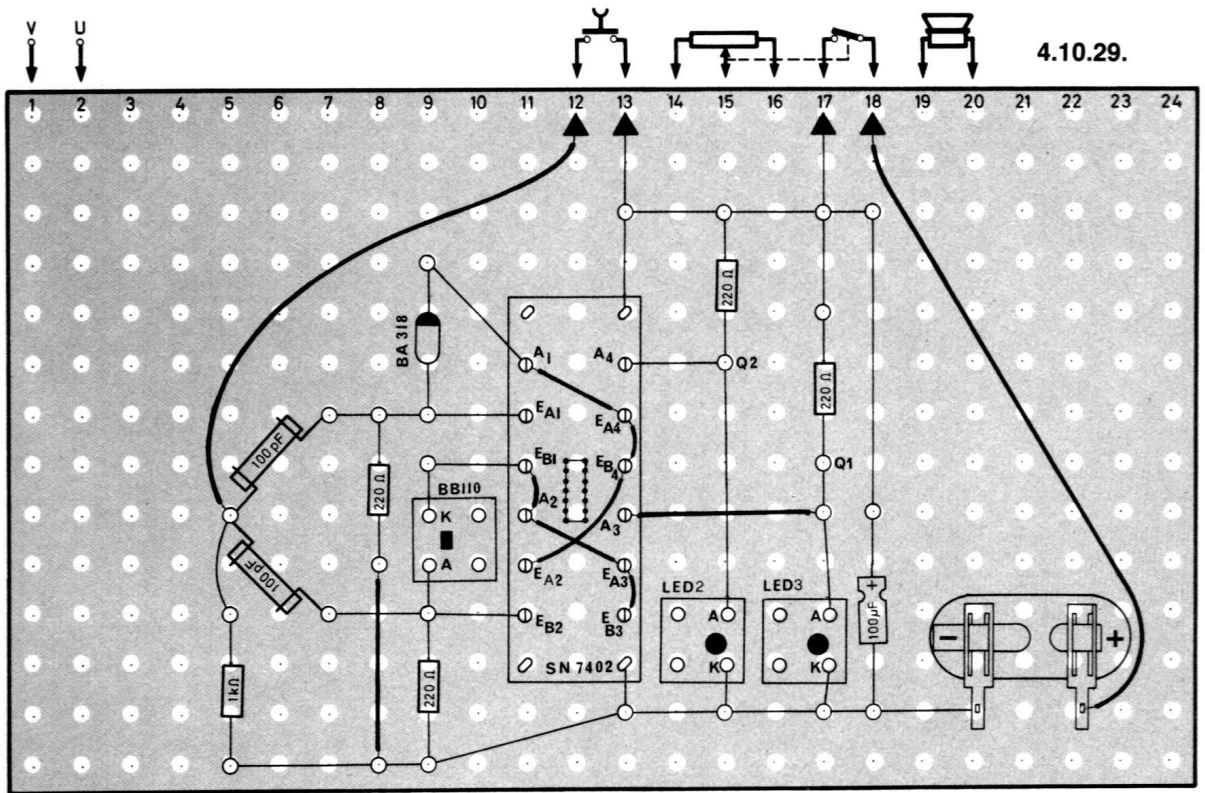 V U
4.10.29.
1 2 3 4 5 6 7 8 9 10 11 12 13 14 15 16 17 18 19 20 21 22 23 24
220 Ω
BA 318
A1 A4 Q2
220 Ω
EA1 EA4
100 pF
EB1 EB4 Q1
220 Ω
BB110
A2 A3
K
100 pF
A
EA2 EA3
LED2 LED3
100µF +
EB2 EB3 A A
- +
SN 7402 K K
1kΩ
220 Ω